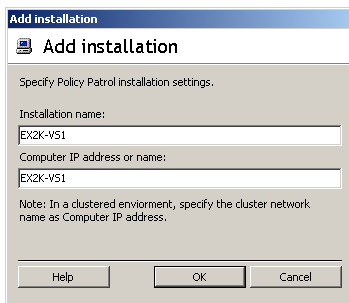 Add installation
Add installation
Specify Policy Patrol installation settings.
Installation name:
EX2K-VS1
Computer IP address or name:
EX2K-VS1
Note: In a clustered enviorment, specify the cluster network
name as Computer IP address.
Help
OK
Cancel